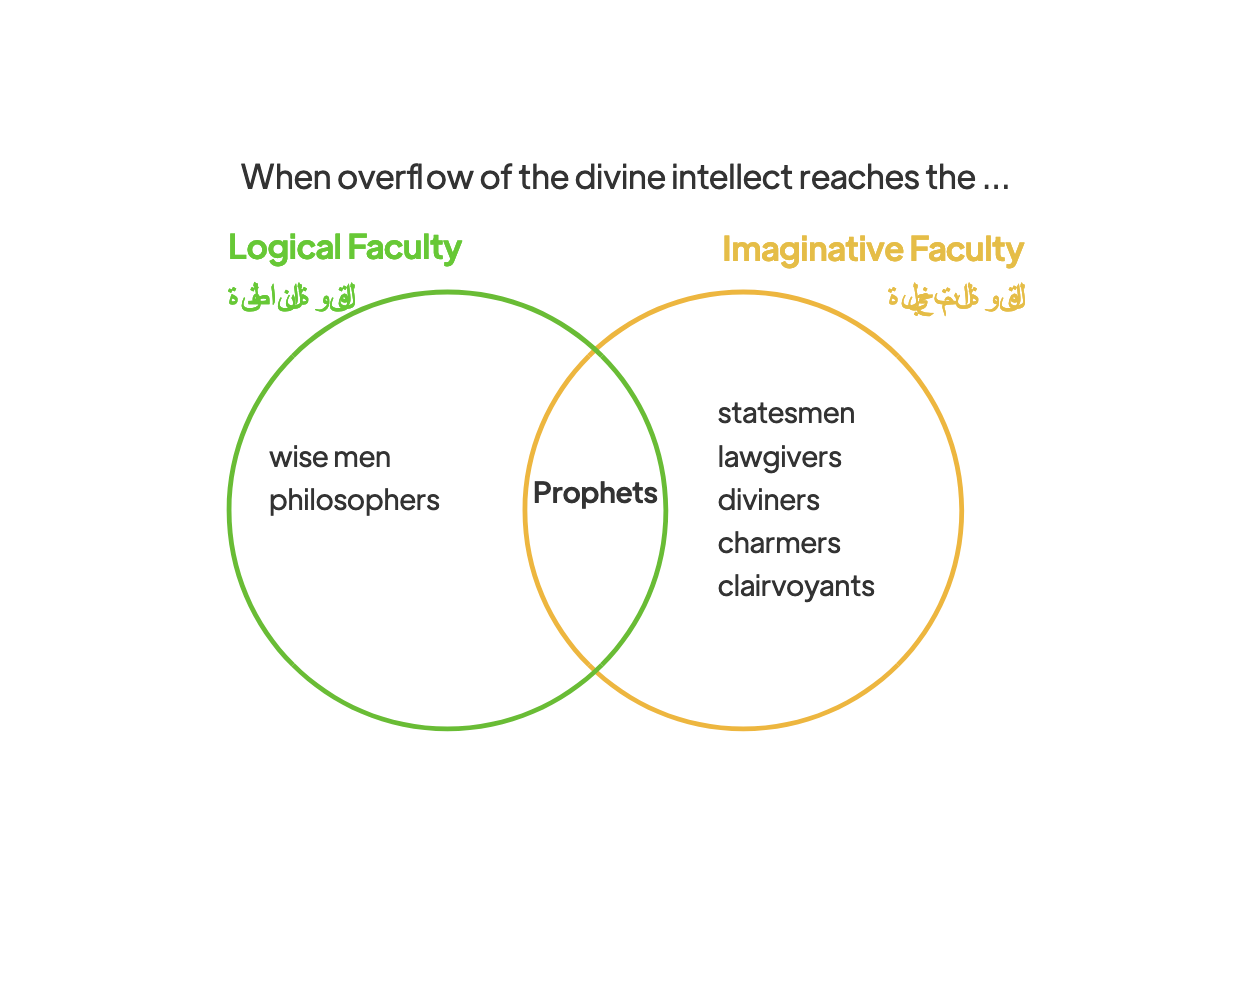 When overflow of the divine intellect reaches the ...
Logical Faculty
القوة الناطقة
Imaginative Faculty
القوة المتخيلة
wise men
philosophers
Prophets
statesmen
lawgivers
diviners
charmers
clairvoyants